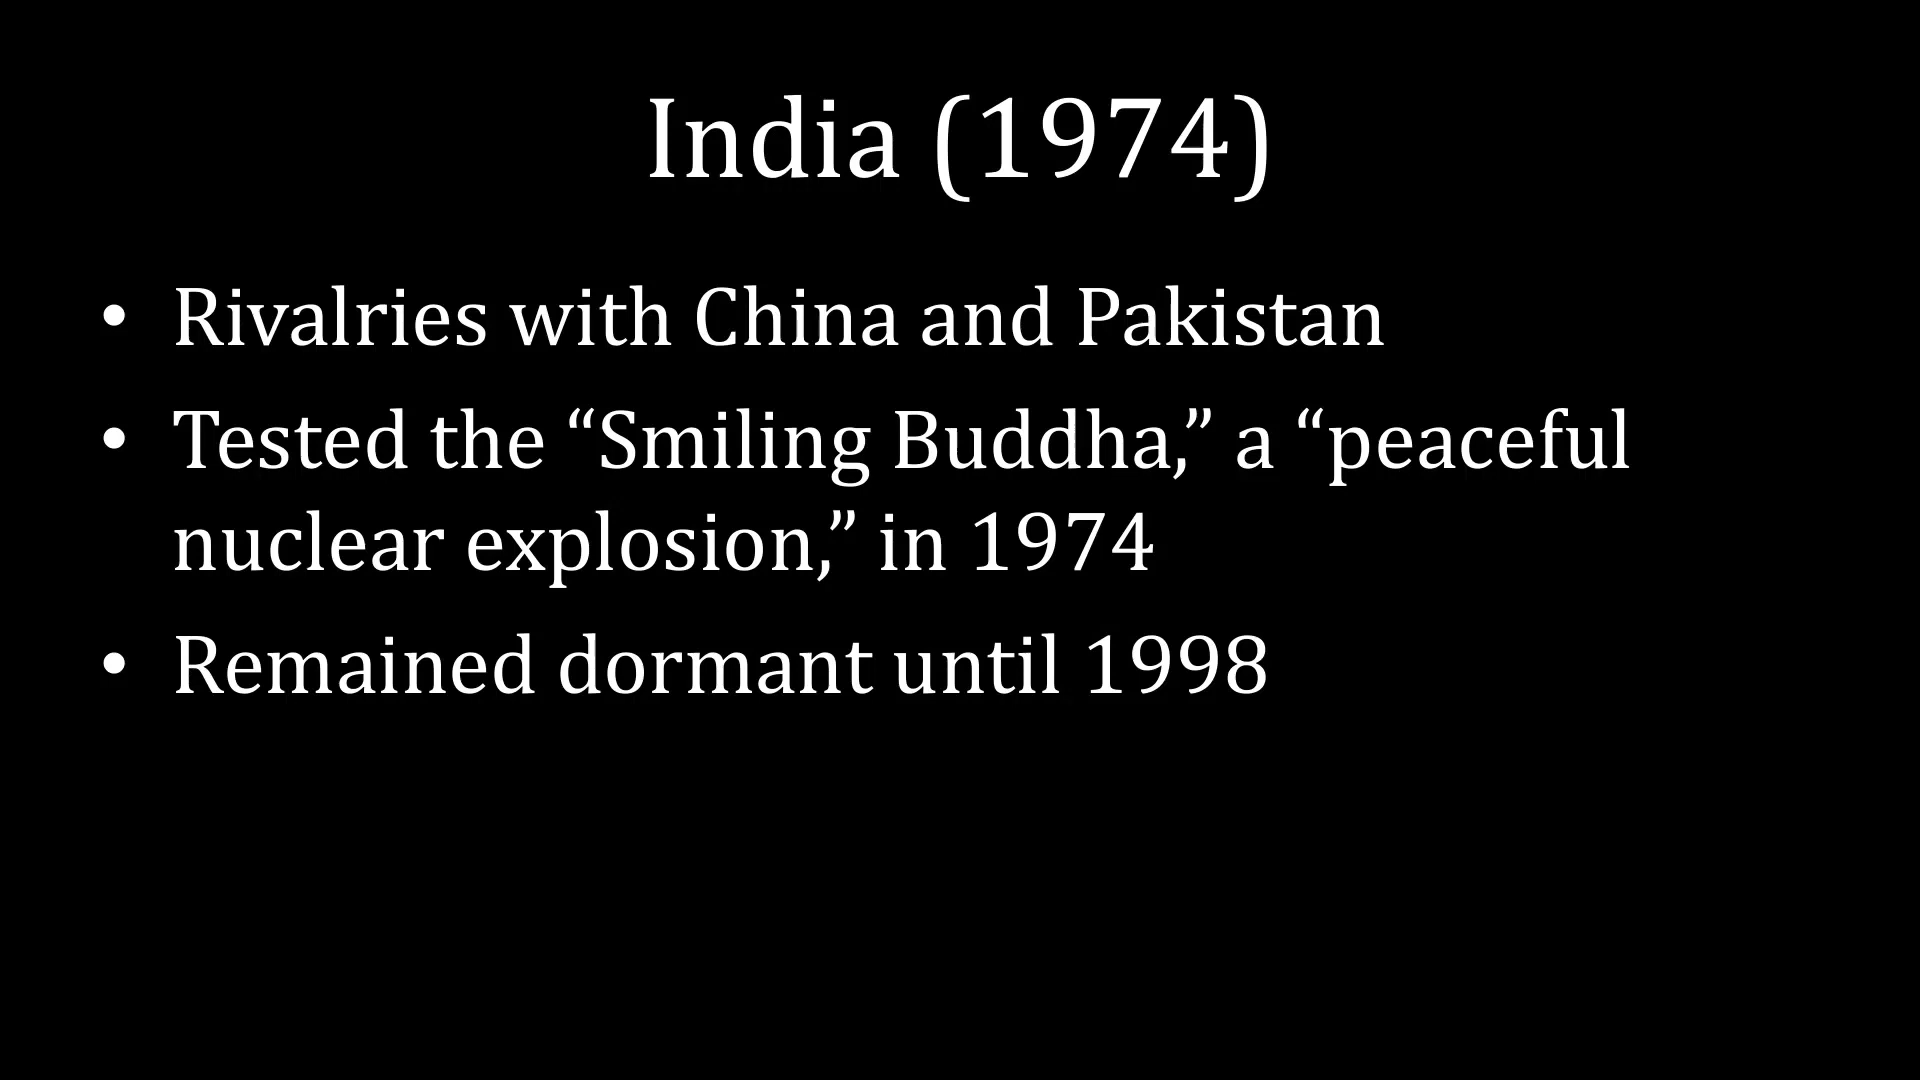 India (1974)
• Rivalries with China and Pakistan
• Tested the “Smiling Buddha,” a “peaceful
nuclear explosion,” in 1974
• Remained dormant until 1998